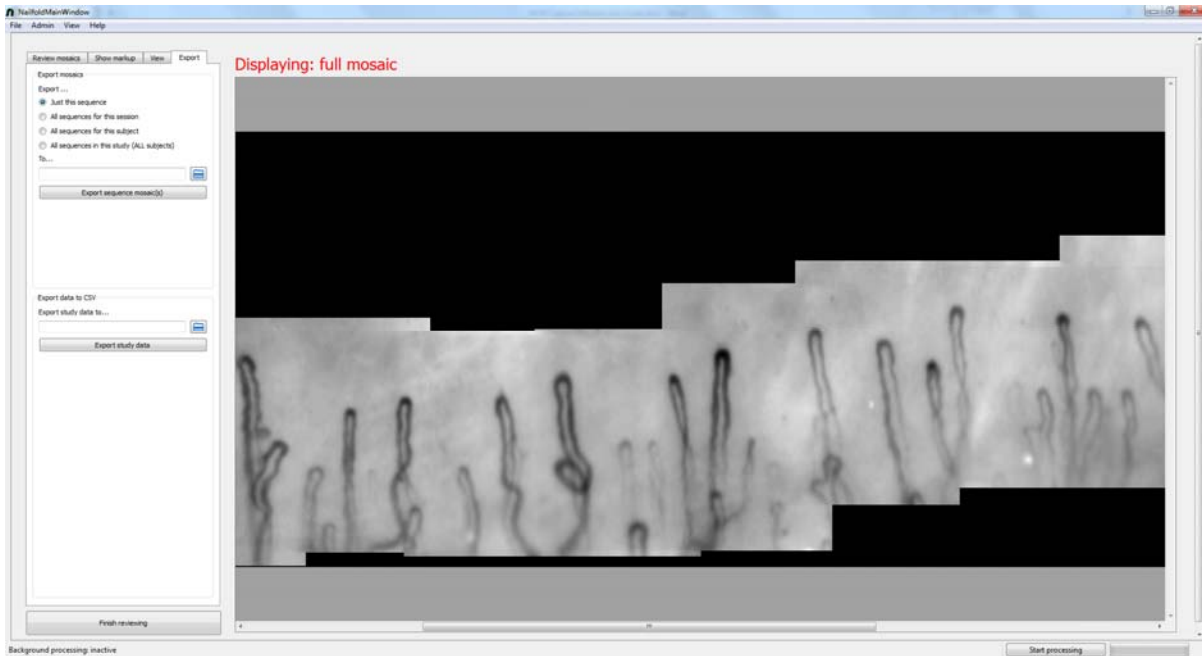 NailfoldMainWindow
File Admin View Help
Review mosaics Show markup View Export
Displaying: full mosaic
Export mosaics
Export ...
Just this sequence
All sequences for this session
All sequences for this subject
All sequences in this study (ALL subjects)
To...
Export sequence mosaic(s)
Export data to CSV
Export study data to...
Export study data
Finish reviewing
Background processing: inactive
Start processing